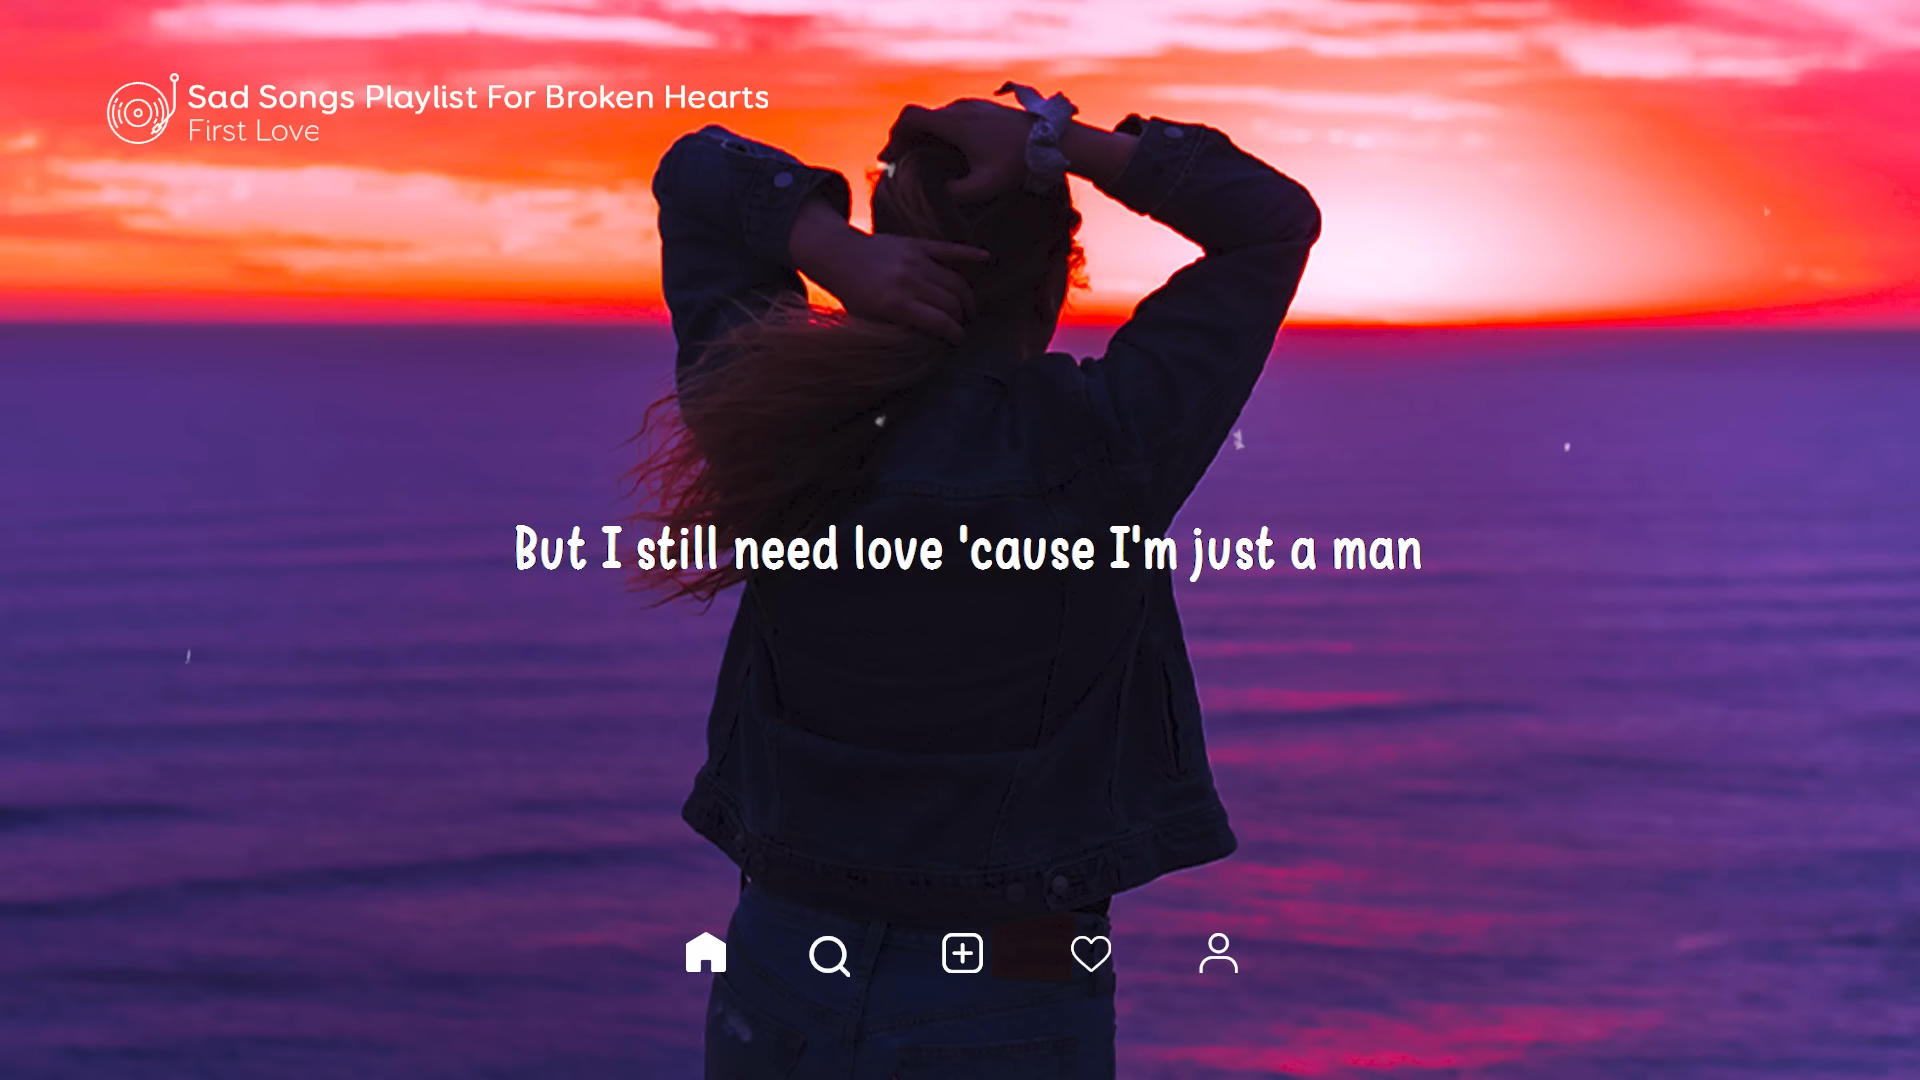 Sad Songs Playlist For Broken Hearts
First Love
But I still need love 'cause I'm just a man